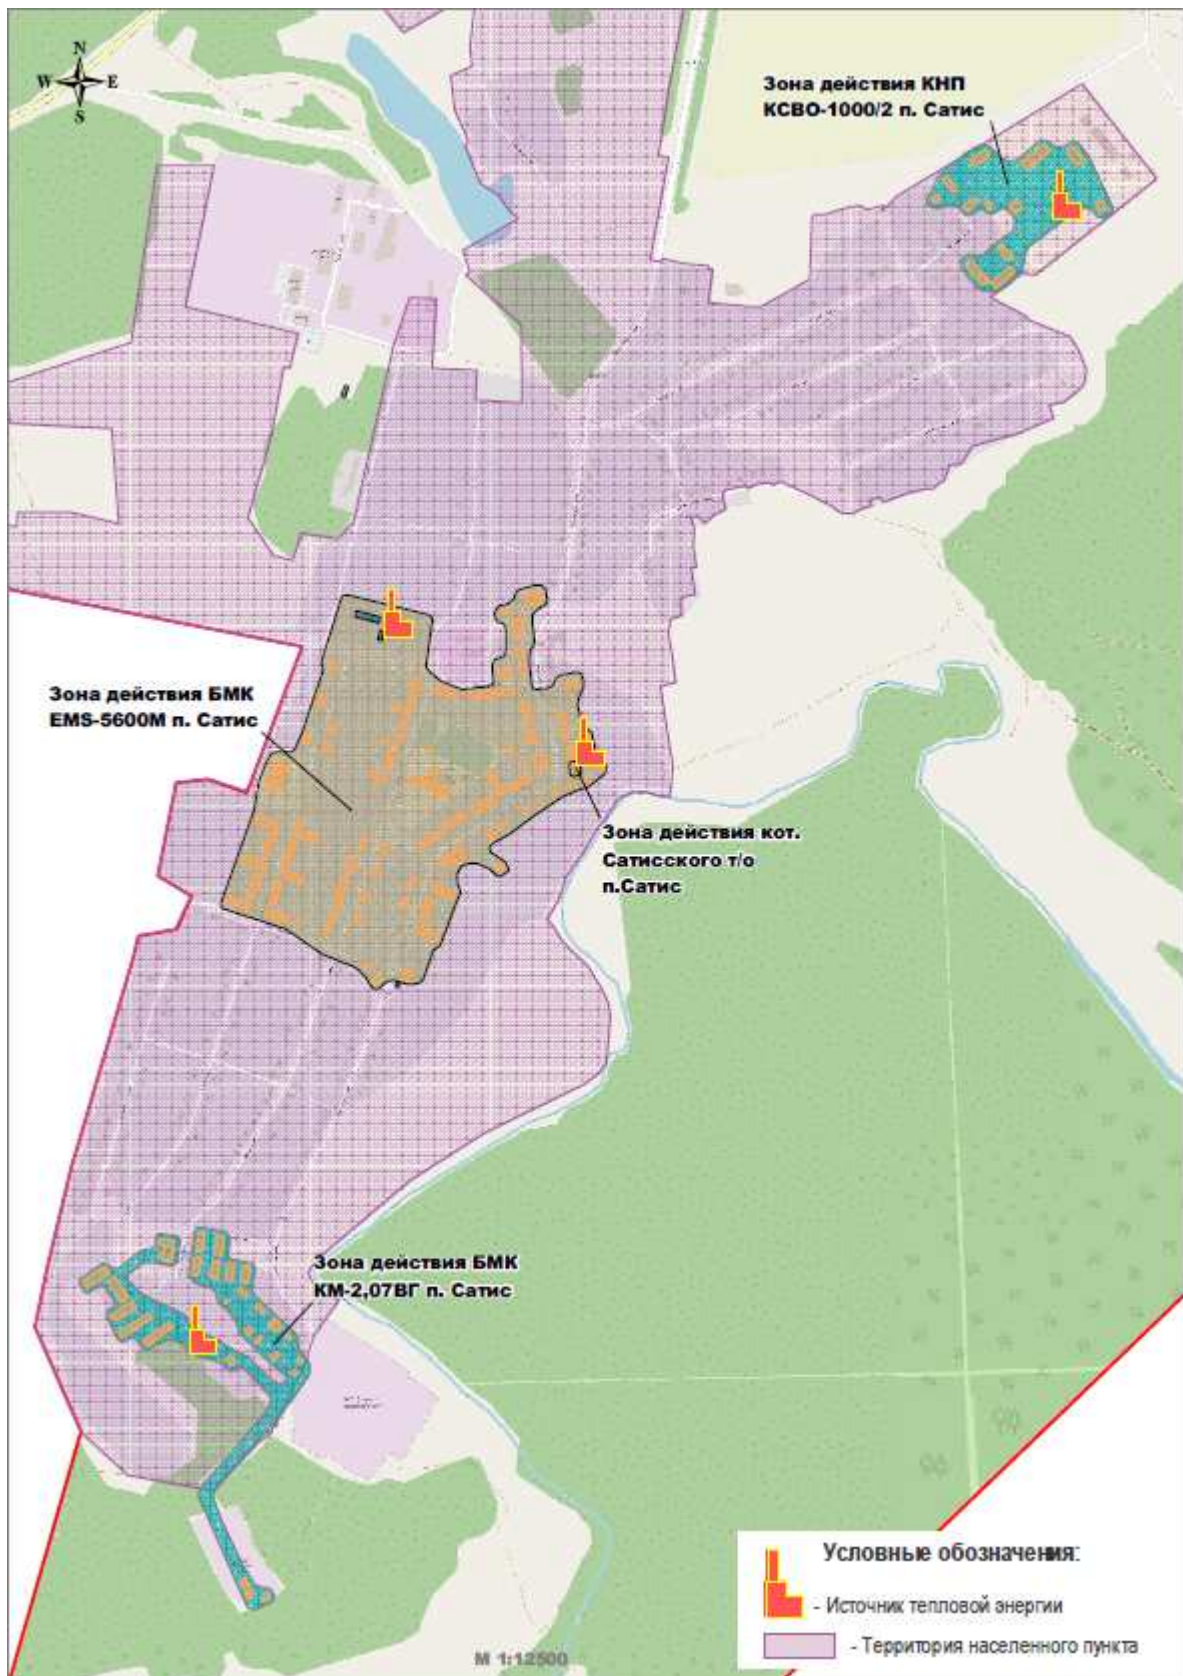 N
W E
S
Зона действия КНП
КСВО-1000/2 п. Сатис
Зона действия БМК
EMS-5600М п. Сатис
Зона действия кот.
Сатисского т/о
п.Сатис
Зона действия БМК
КМ-2,07ВГ п. Сатис
Условные обозначения:
- Источник тепловой энергии
- Территория населенного пункта
М 1:12500